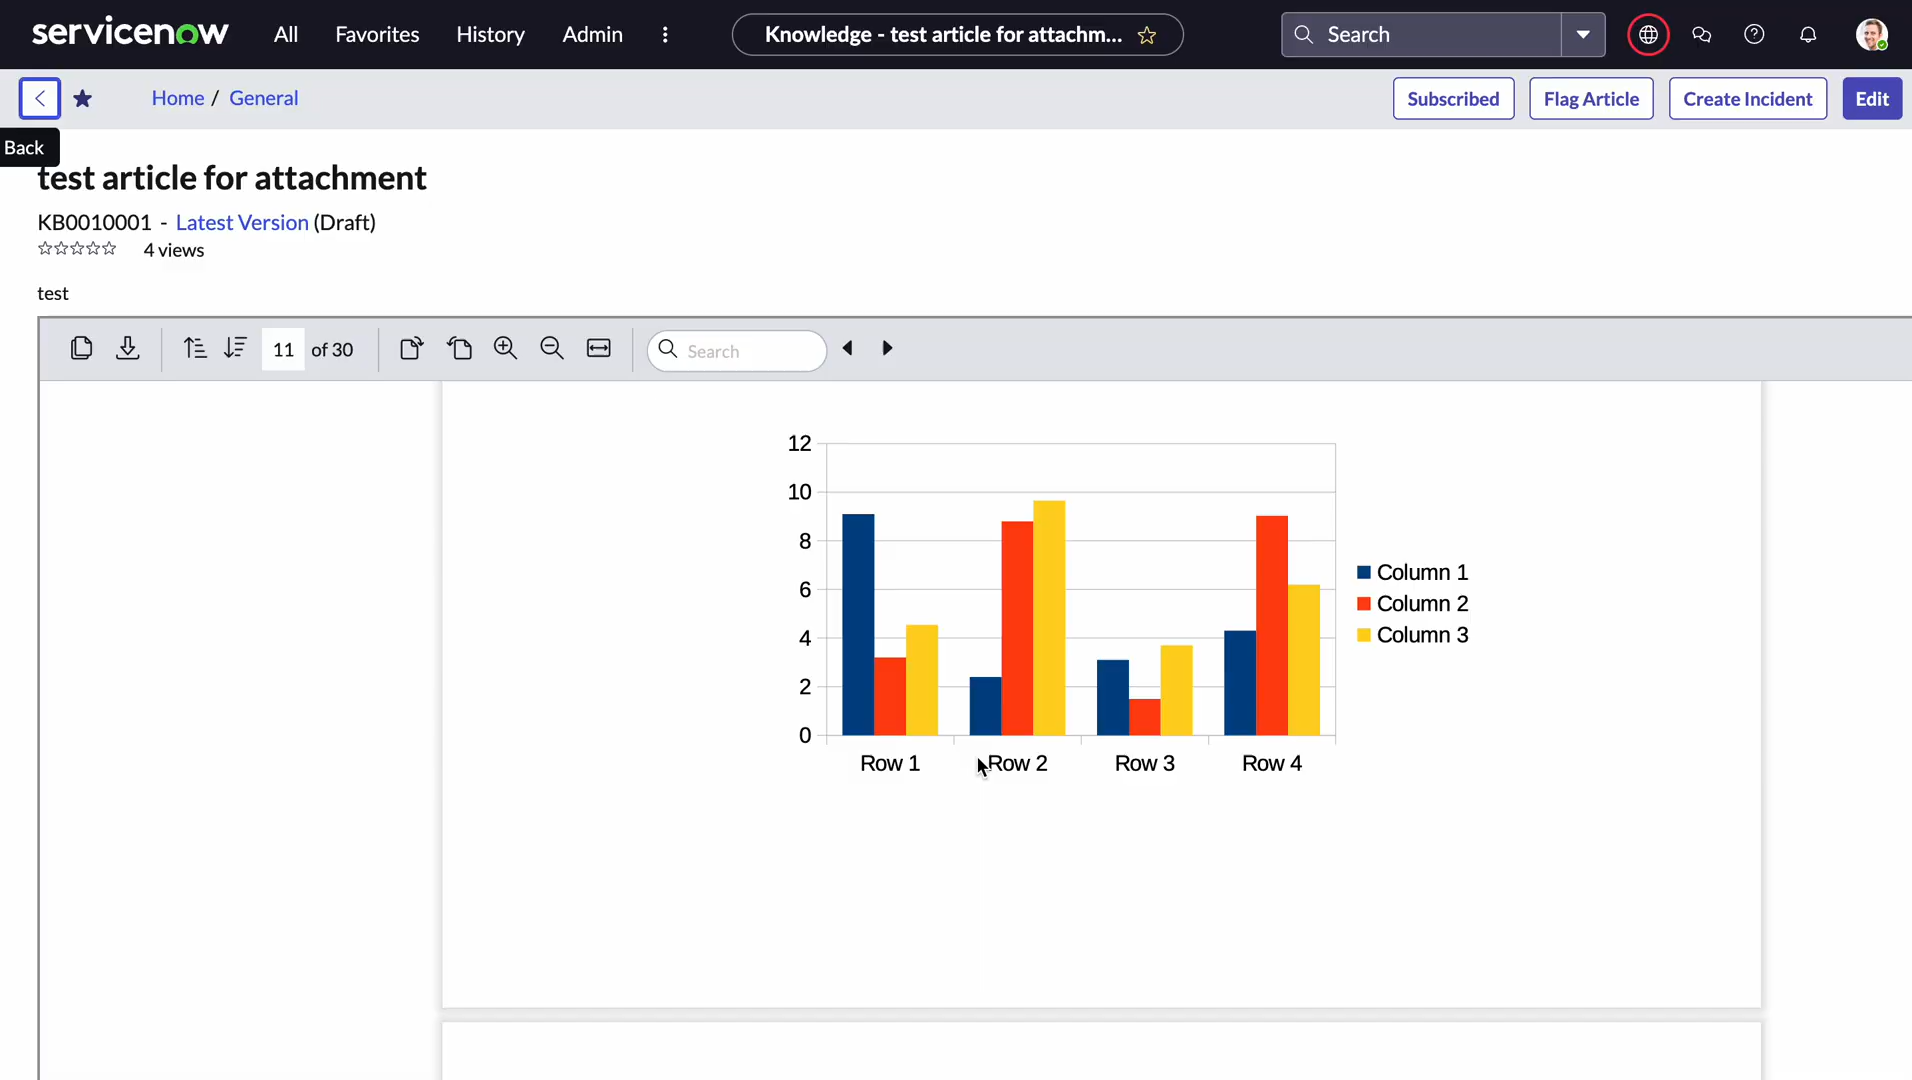 servicenow All Favorites History Admin Knowledge - test article for attachm... Search
Home / General Subscribed Flag Article Create Incident Edit
Back
test article for attachment
KB0010001 - Latest Version (Draft)
4 views
test
11 of 30 Search
12
10
8
6
4
2
0
Row 1 Row 2 Row 3 Row 4
Column 1
Column 2
Column 3